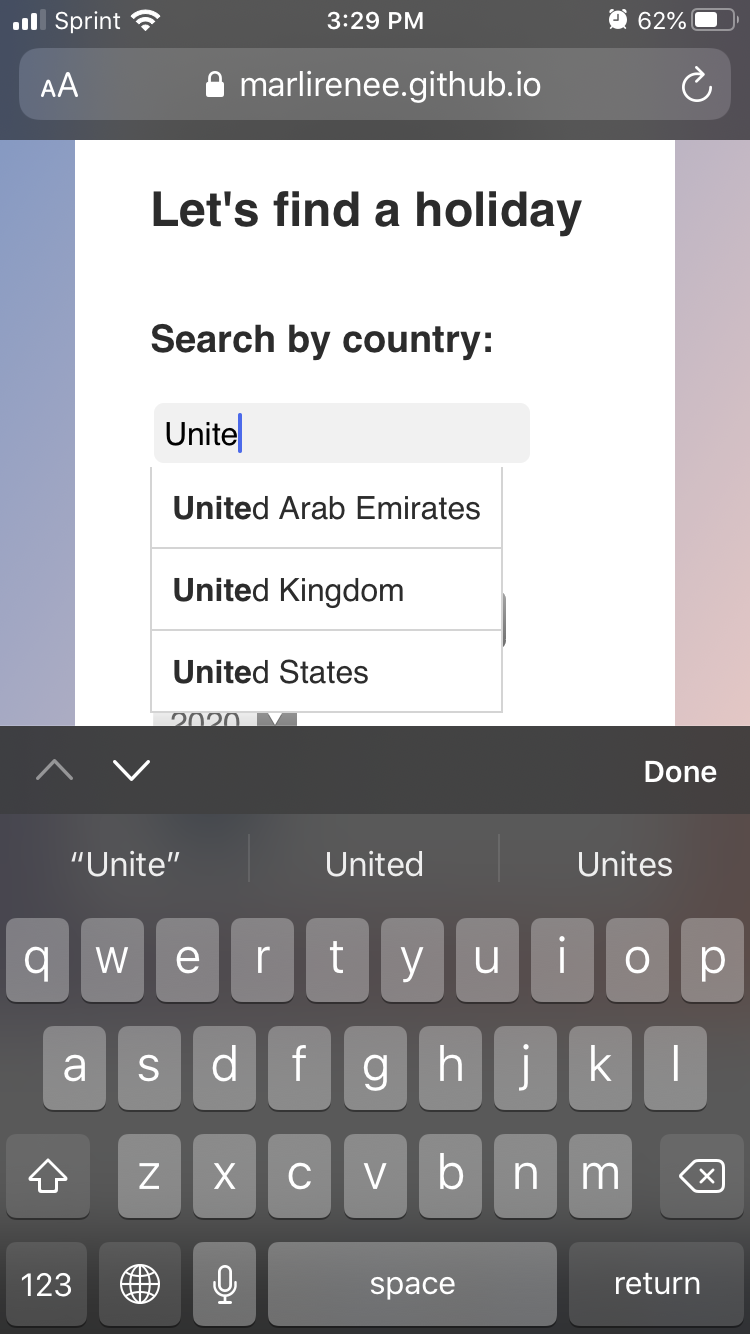 Sprint 3:29 PM 62%
AA marlirenee.github.io
Let's find a holiday
Search by country:
Unite
United Arab Emirates
United Kingdom
United States
2020
Done
“Unite” United Unites
q w e r t y u i o p
a s d f g h j k l
z x c v b n m
123 space return